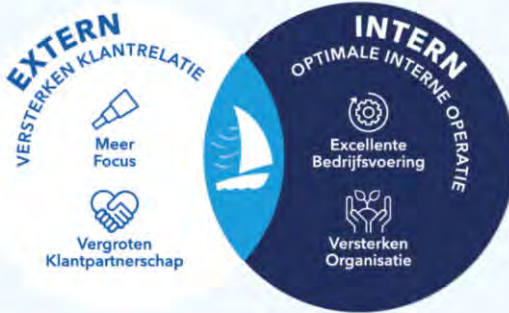 EXTERN
VERSTERKEN KLANTRELATIE
Meer
Focus
Vergroten
Klantpartnerschap
INTERN
OPTIMALE INTERNE OPERATIE
Excellente
Bedrijfsvoering
Versterken
Organisatie